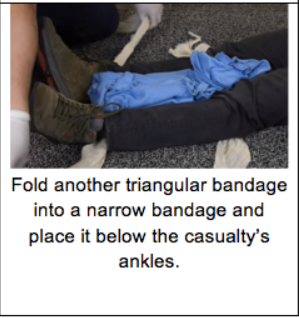 Fold another triangular bandage
into a narrow bandage and
place it below the casualty's
ankles.